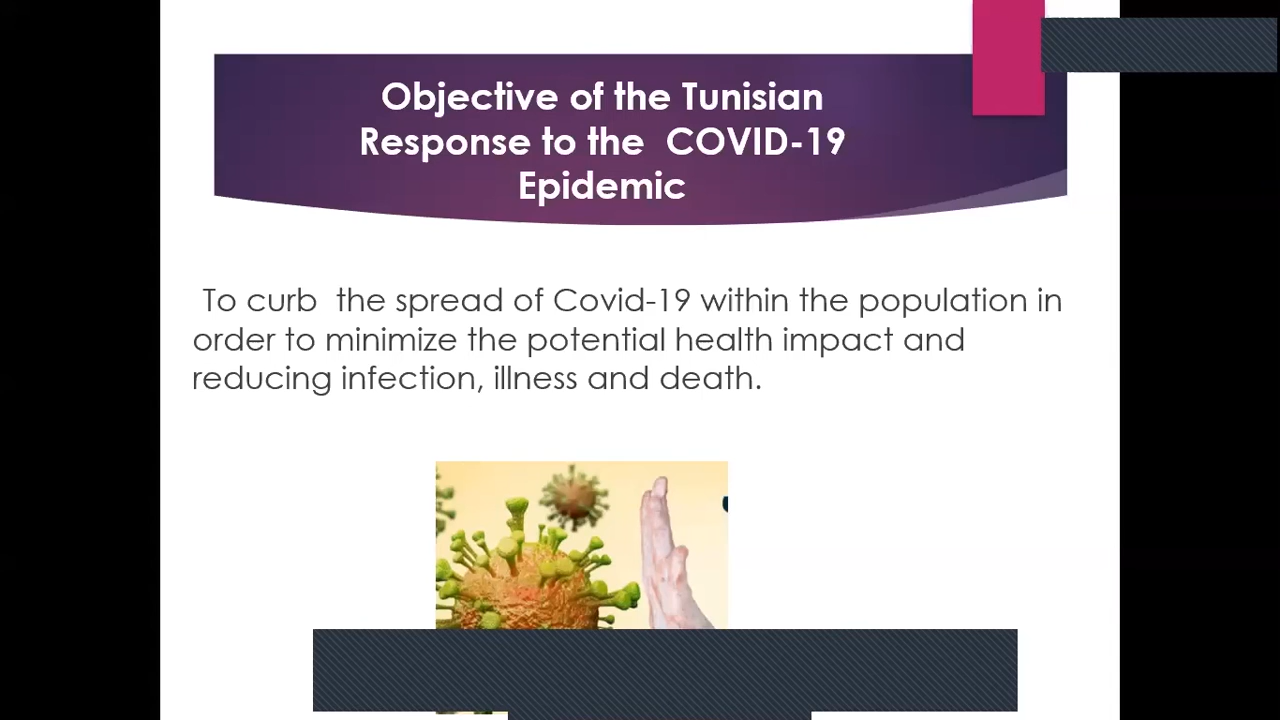 Objective of the Tunisian
Response to the  COVID-19
Epidemic
To curb  the spread of Covid-19 within the population in
order to minimize the potential health impact and
reducing infection, illness and death.